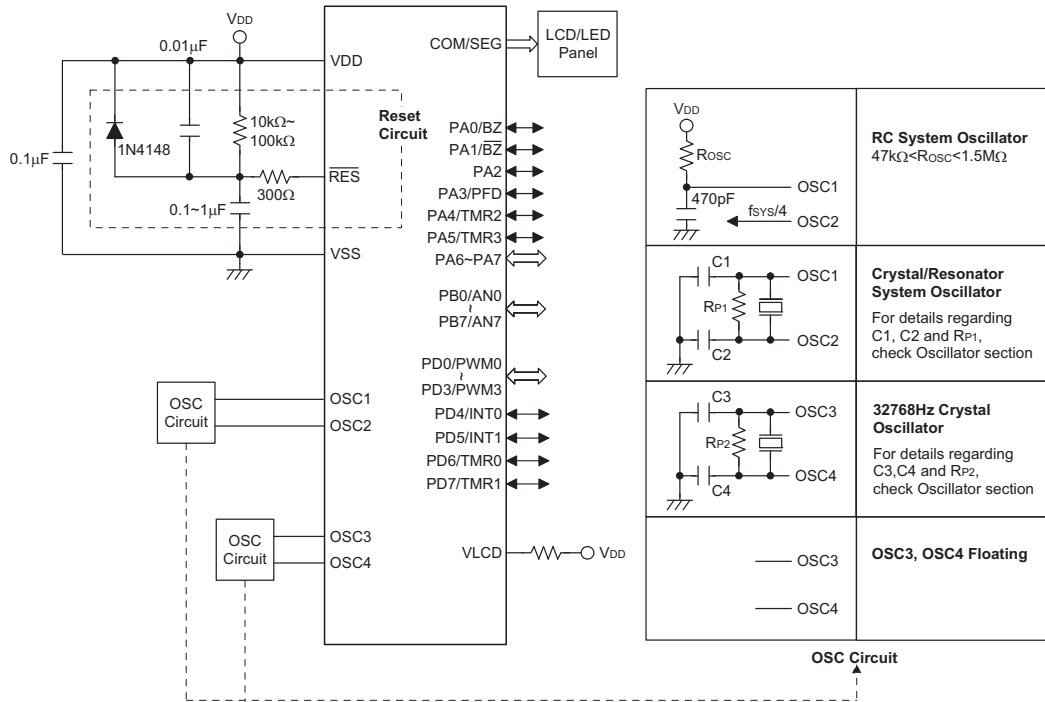 VDD
0.01µF
VDD
COM/SEG
LCD/LED
Panel
Reset
Circuit
10kΩ~
100kΩ
1N4148
0.1µF
300Ω
RES
0.1~1µF
VSS
PA0/BZ
PA1/BZ
PA2
PA3/PFD
PA4/TMR2
PA5/TMR3
PA6~PA7
PB0/AN0
~
PB7/AN7
PD0/PWM0
~
PD3/PWM3
PD4/INT0
PD5/INT1
PD6/TMR0
PD7/TMR1
OSC
Circuit
OSC1
OSC2
OSC
Circuit
OSC3
OSC4
VLCD
VDD
VDD
ROSC
470pF
OSC1
fSYS/4
OSC2
RC System Oscillator
47kΩ<ROSC<1.5MΩ
C1
RP1
C2
OSC1
OSC2
Crystal/Resonator
System Oscillator
For details regarding
C1, C2 and RP1,
check Oscillator section
C3
RP2
C4
OSC3
OSC4
32768Hz Crystal
Oscillator
For details regarding
C3,C4 and RP2,
check Oscillator section
OSC3
OSC4
OSC3, OSC4 Floating
OSC Circuit